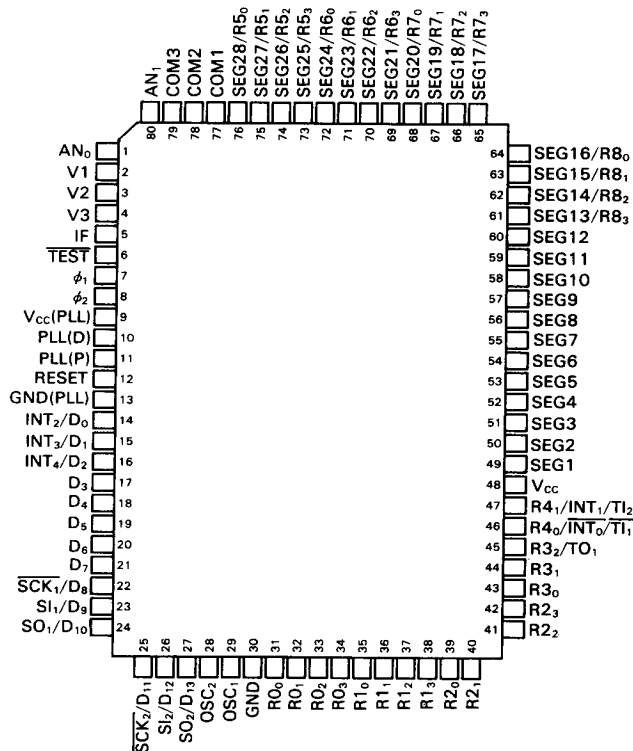 AN₁
COM3
COM2
COM1
SEG28/R5₀
SEG27/R5₁
SEG26/R5₂
SEG25/R5₃
SEG24/R6₀
SEG23/R6₁
SEG22/R6₂
SEG21/R6₃
SEG20/R7₀
SEG19/R7₁
SEG18/R7₂
SEG17/R7₃
80 79 78 77 76 75 74 73 72 71 70 69 68 67 66 65
AN₀ 1
V1 2
V2 3
V3 4
IF 5
T̅E̅S̅T̅ 6
ϕ₁ 7
ϕ₂ 8
Vcc(PLL) 9
PLL(D) 10
PLL(P) 11
RESET 12
GND(PLL) 13
INT₂/D₀ 14
INT₃/D₁ 15
INT₄/D₂ 16
D₃ 17
D₄ 18
D₅ 19
D₆ 20
D₇ 21
S̅C̅K̅₁/D₈ 22
SI₁/D₉ 23
SO₁/D₁₀ 24
64 SEG16/R8₀
63 SEG15/R8₁
62 SEG14/R8₂
61 SEG13/R8₃
60 SEG12
59 SEG11
58 SEG10
57 SEG9
56 SEG8
55 SEG7
54 SEG6
53 SEG5
52 SEG4
51 SEG3
50 SEG2
49 SEG1
48 Vcc
47 R4₁/INT₁/TI₂
46 R4₀/I̅N̅T̅₀/T̅I̅₁
45 R3₂/TO₁
44 R3₁
43 R3₀
42 R2₃
41 R2₂
25 26 27 28 29 30 31 32 33 34 35 36 37 38 39 40
S̅C̅K̅₂/D₁₁
SI₂/D₁₂
SO₂/D₁₃
OSC₂
OSC₁
GND
R0₀
R0₁
R0₂
R0₃
R1₀
R1₁
R1₂
R1₃
R2₀
R2₁